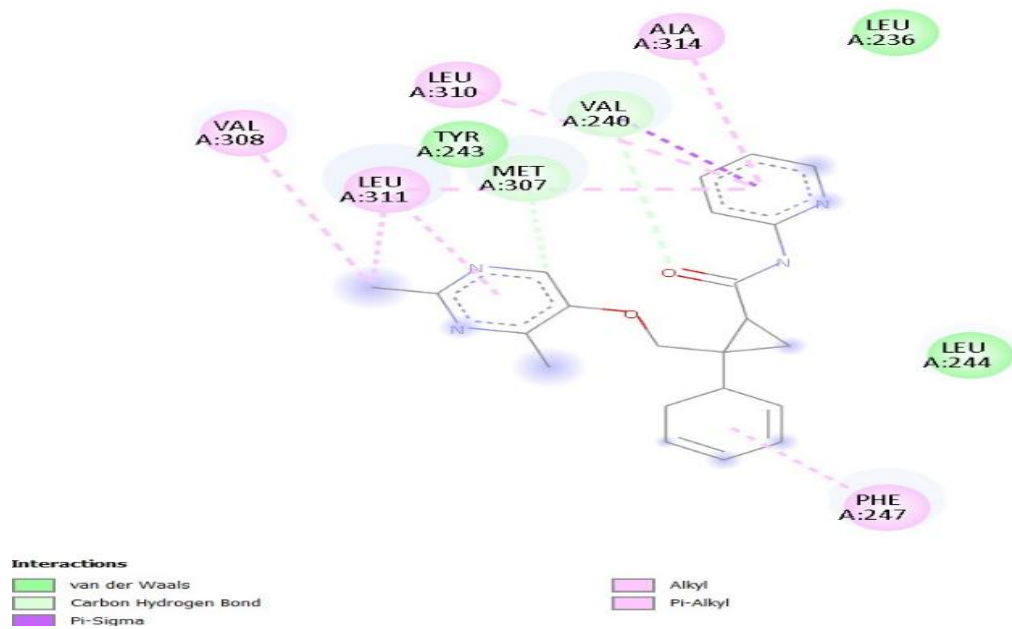 ALA
A:314
LEU
A:236
LEU
A:310
VAL
A:240
VAL
A:308
TYR
A:243
MET
A:307
LEU
A:311
N
N
N
N
O
O
LEU
A:244
PHE
A:247
Interactions
van der Waals
Carbon Hydrogen Bond
Pi-Sigma
Alkyl
Pi-Alkyl